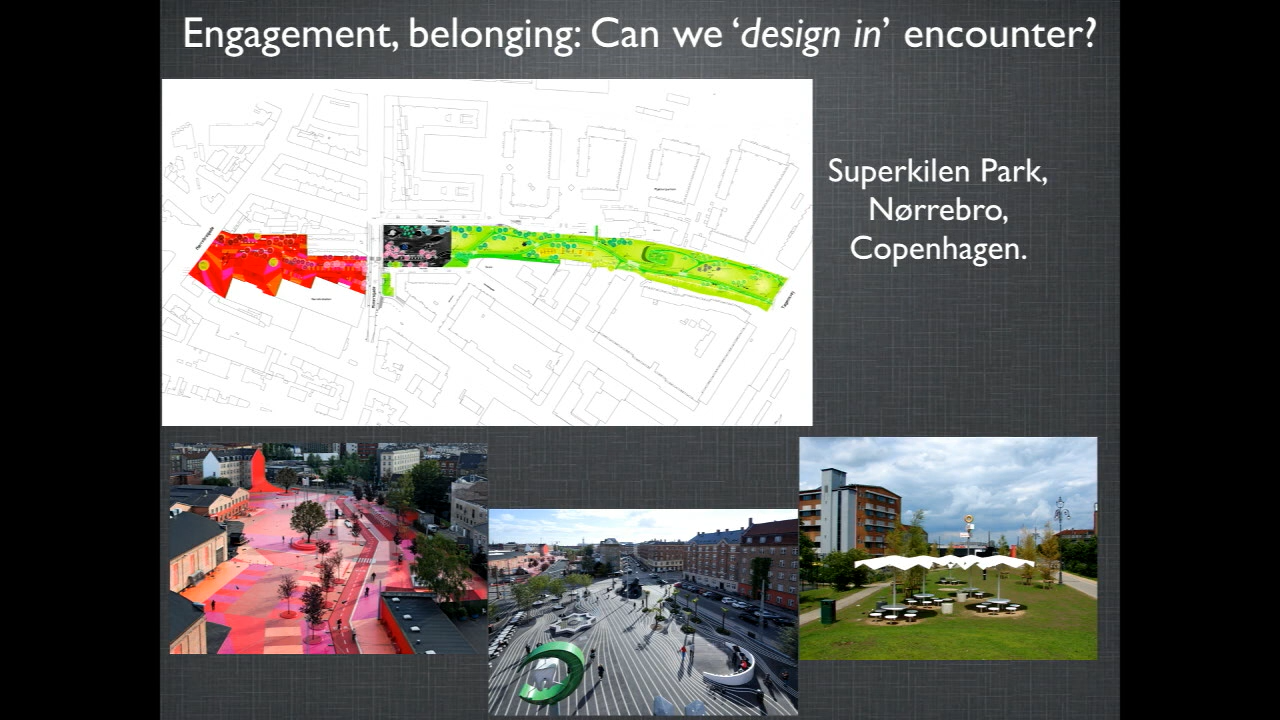 Engagement, belonging: Can we ‘design in’ encounter?
Superkilen Park,
Nørrebro,
Copenhagen.